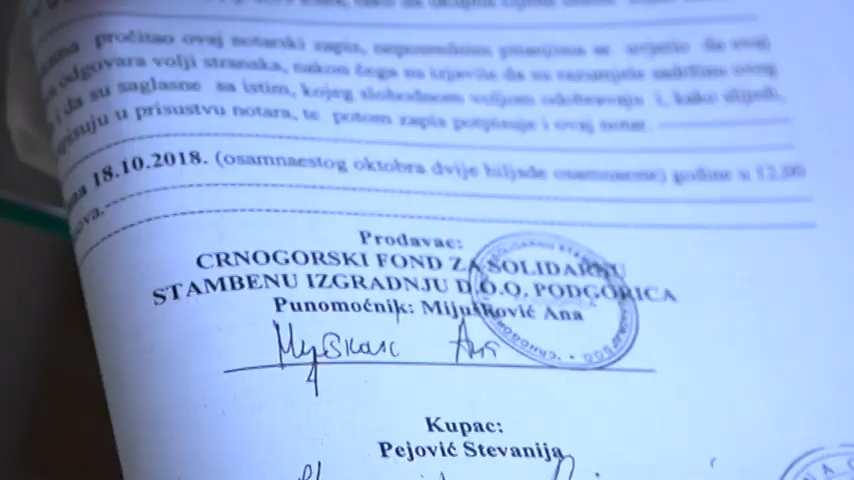 pročitao ovaj notarski zapis, neposrednim pitanjima se uvjerio da ovaj
odgovara volji stranaka, nakon čega su izjavile da su razumjele sadržinu ovog
i da su saglasne sa istim, kojeg slobodnom voljom odobravaju i, kako slijedi,
u prisustvu notara, te potom zapis potpisuje i ovaj notar.
18.10.2018. (osamnaestog oktobra dvije hiljade osamnaeste) godine u 12,00
Prodavac:
CRNOGORSKI FOND ZA SOLIDARNU
STAMBENU IZGRADNJU D.O.O. PODGORICA
Punomoćnik: Mijušković Ana
Kupac:
Pejović Stevanija